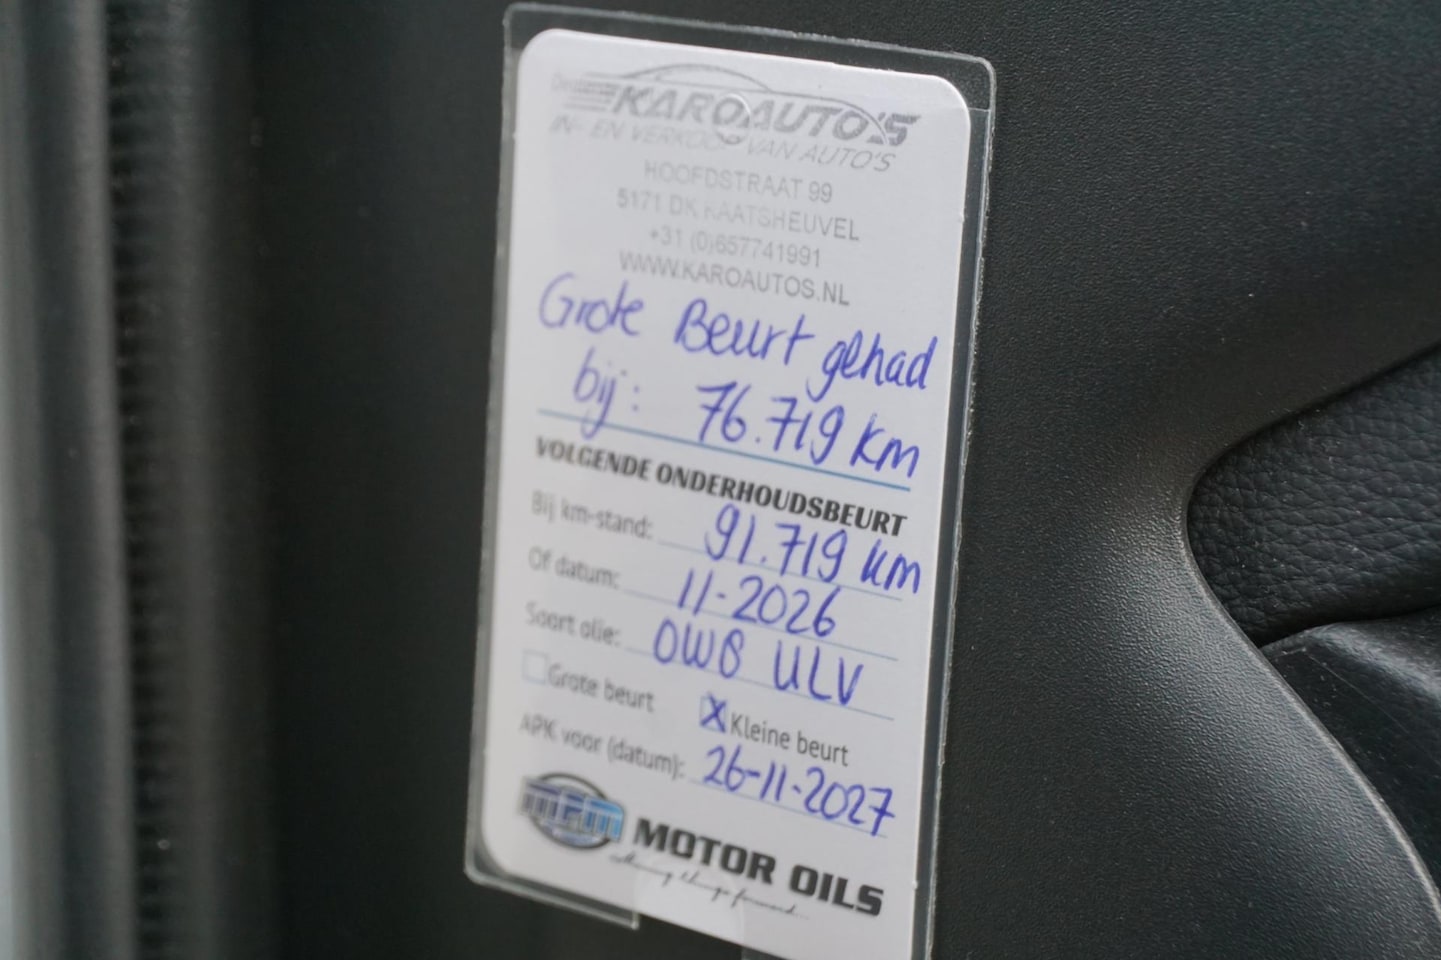 KAROAUTO'S
IN- EN VERKOOP VAN AUTO'S
HOOFDSTRAAT 99
5171 DK KAATSHEUVEL
+31 (0)657741991
WWW.KAROAUTOS.NL
Grote Beurt gehad
bij: 76.719 km
VOLGENDE ONDERHOUDSBEURT
Bij km-stand: 91.719 km
Of datum: 11-2026
Soort olie: 0W8 ULV
Grote beurt X Kleine beurt
APK voor (datum): 26-11-2027
MOTOR OILS